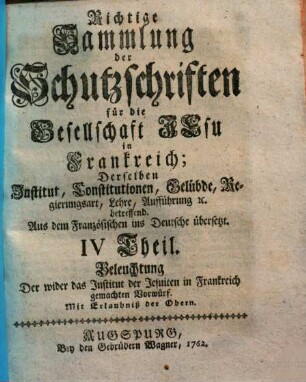 Richtige
Sammlung
der
Schutzschriften
für die
Gesellschaft JEsu
in
Frankreich;
Derselben
Institut, Constitutionen, Gelübde, Re-
gierungsart, Lehre, Aufführung ꝛc.
betreffend.
Aus dem Französischen ins Deutsche übersetzt.
IV Theil.
Beleuchtung
Der wider das Institut der Jesuiten in Frankreich
gemachten Vorwürf.
Mit Erlaubniß der Obern.
AUGSPURG,
Bey den Gebrüdern Wagner, 1762.